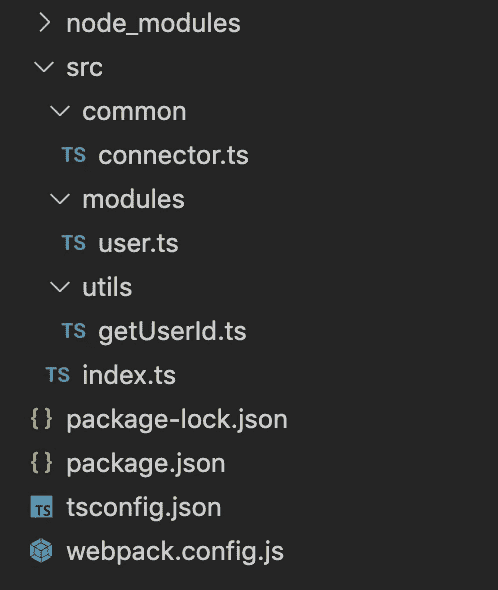 node_modules
src
common
TS connector.ts
modules
TS user.ts
utils
TS getUserId.ts
TS index.ts
{} package-lock.json
{} package.json
TS tsconfig.json
webpack.config.js